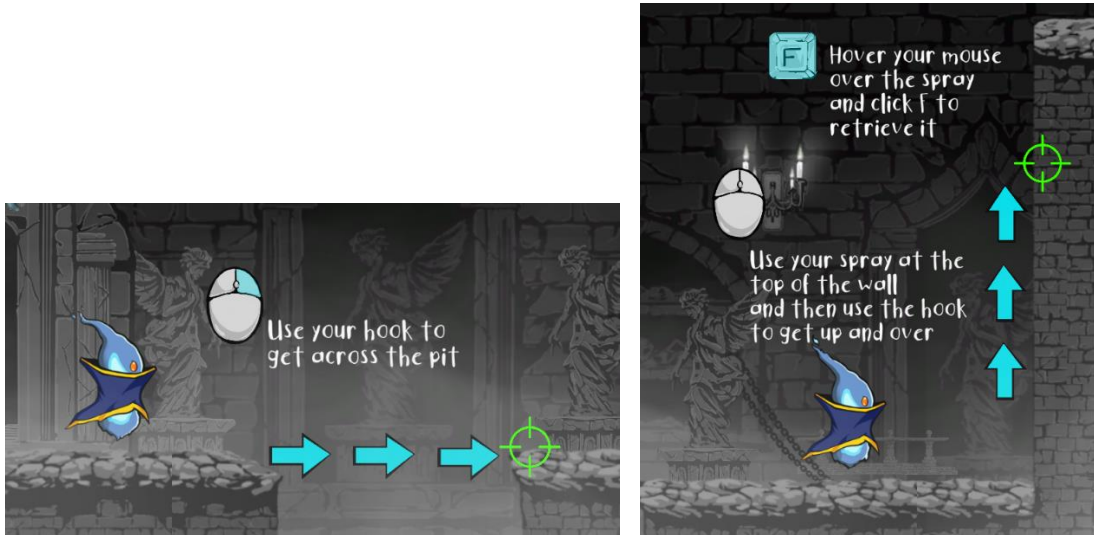 Use your hook to
get across the pit
F
Hover your mouse
over the spray
and click F to
retrieve it
Use your spray at the
top of the wall
and then use the hook
to get up and over